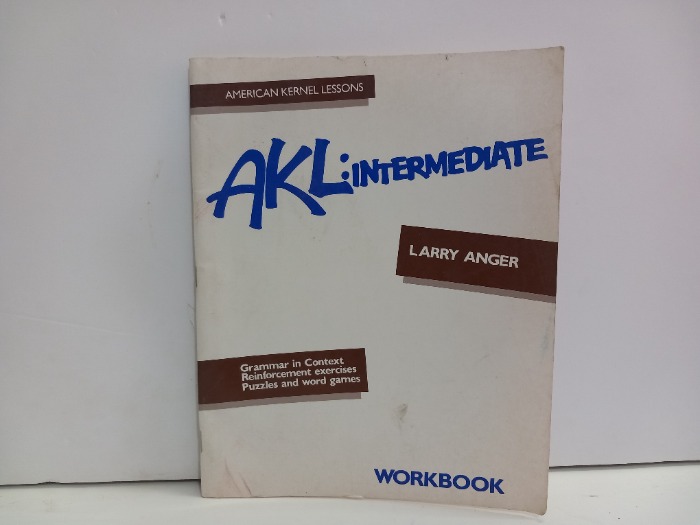 AMERICAN KERNEL LESSONS
AKL:INTERMEDIATE
LARRY ANGER
Grammar in Context
Reinforcement exercises
Puzzles and word games
WORKBOOK